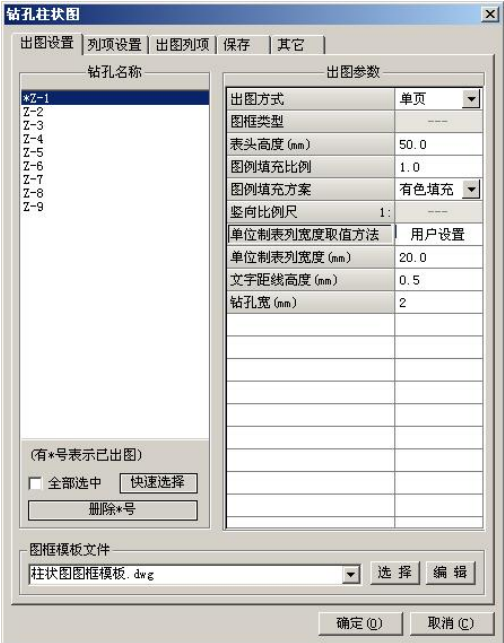 钻孔柱状图
出图设置 列项设置 出图列项 保存 其它
钻孔名称
*Z-1
Z-2
Z-3
Z-4
Z-5
Z-6
Z-7
Z-8
Z-9
(有*号表示已出图)
全部选中 快速选择
删除*号
出图参数
出图方式 单页
图框类型 ---
表头高度(mm) 50.0
图例填充比例 1.0
图例填充方案 有色填充
竖向比例尺 1: ---
单位制表列宽度取值方法 用户设置
单位制表列宽度(mm) 20.0
文字距线高度(mm) 0.5
钻孔宽(mm) 2
图框模板文件
柱状图图框模板.dwg 选 择 编 辑
确定(O) 取消(C)